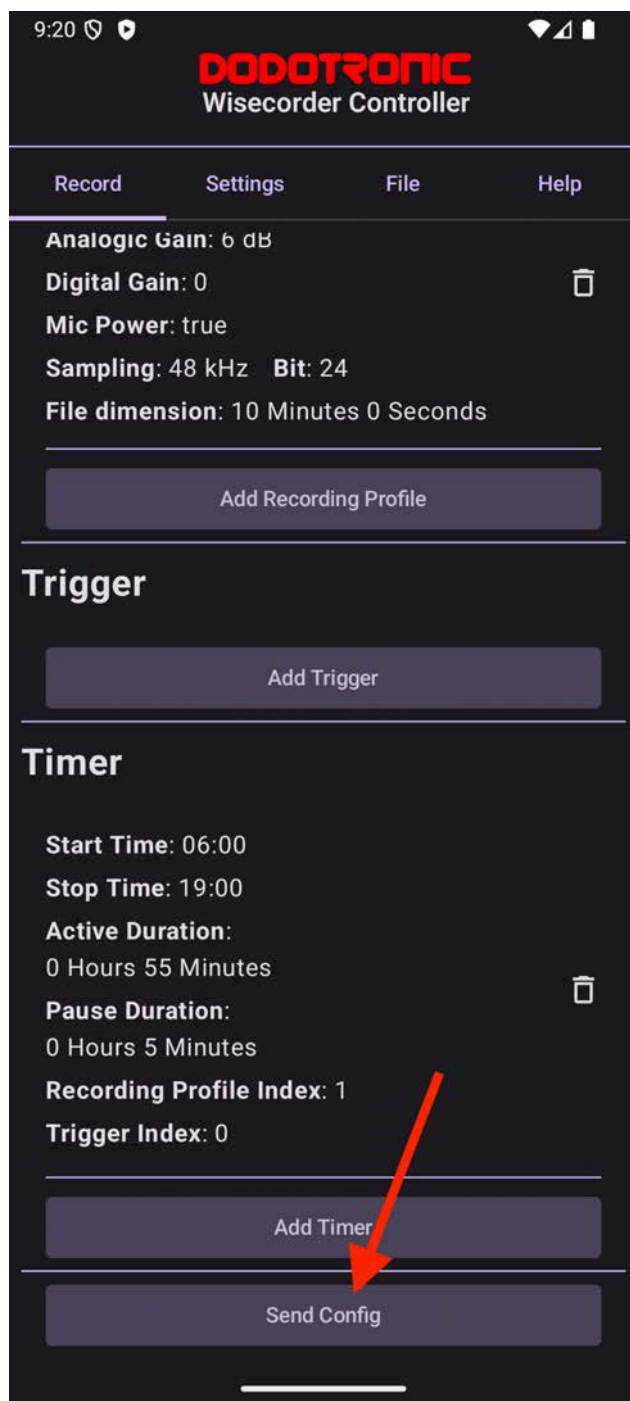 9:20
DODOTRONIC
Wisecorder Controller
Record Settings File Help
Analogic Gain: 6 dB
Digital Gain: 0
Mic Power: true
Sampling: 48 kHz Bit: 24
File dimension: 10 Minutes 0 Seconds
Add Recording Profile
Trigger
Add Trigger
Timer
Start Time: 06:00
Stop Time: 19:00
Active Duration:
0 Hours 55 Minutes
Pause Duration:
0 Hours 5 Minutes
Recording Profile Index: 1
Trigger Index: 0
Add Timer
Send Config